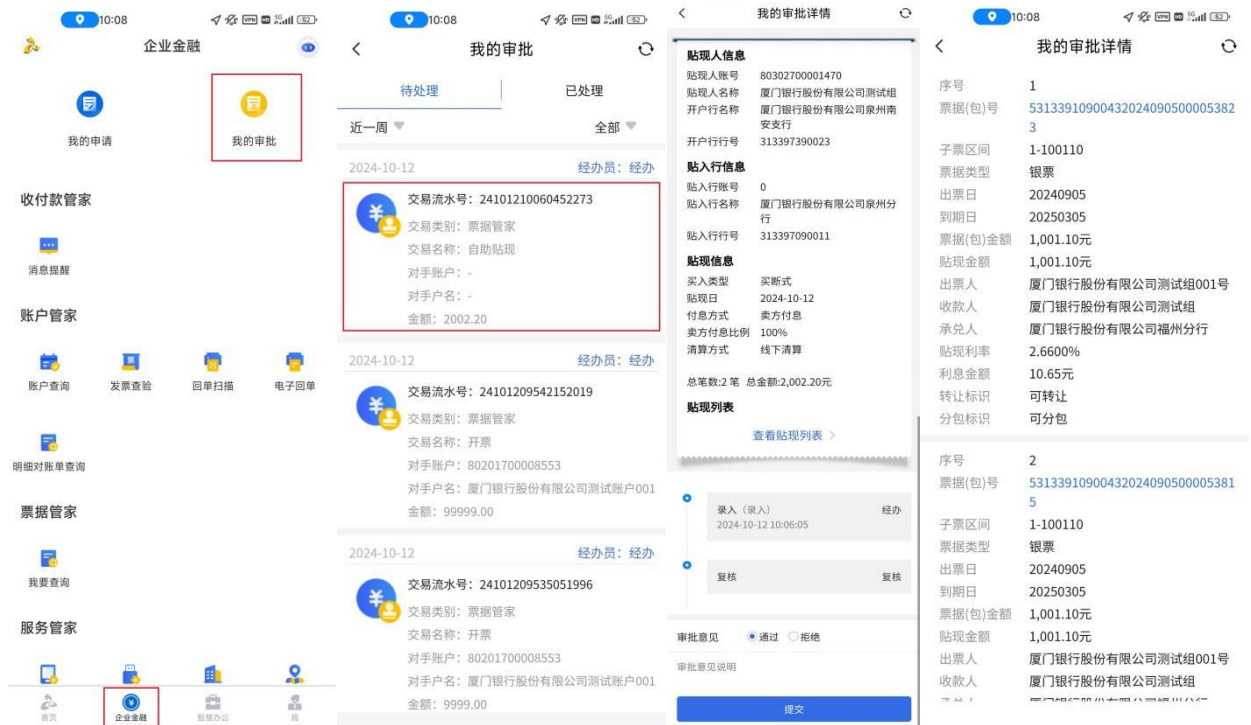 10:08
VPN
5G
52
企业金融
我的申请
我的审批
收付款管家
消息提醒
账户管家
账户查询
发票查验
回单扫描
电子回单
明细对账单查询
票据管家
我要查询
服务管家
首页
企业金融
智慧办公
我
10:08
VPN
5G
52
我的审批
待处理
已处理
近一周
全部
2024-10-12
经办员：经办
交易流水号：24101210060452273
交易类别：票据管家
交易名称：自助贴现
对手账户：-
对手户名：-
金额：2002.20
2024-10-12
经办员：经办
交易流水号：24101209542152019
交易类别：票据管家
交易名称：开票
对手账户：80201700008553
对手户名：厦门银行股份有限公司测试账户001
金额：99999.00
2024-10-12
经办员：经办
交易流水号：24101209535051996
交易类别：票据管家
交易名称：开票
对手账户：80201700008553
对手户名：厦门银行股份有限公司测试账户001
金额：9999.00
我的审批详情
贴现人信息
贴现人账号 80302700001470
贴现人名称 厦门银行股份有限公司测试组
开户行名称 厦门银行股份有限公司泉州南
安支行
开户行行号 313397390023
贴入行信息
贴入行账号 0
贴入行名称 厦门银行股份有限公司泉州分
行
贴入行行号 313397090011
贴现信息
买入类型 买断式
贴现日 2024-10-12
付息方式 卖方付息
卖方付息比例 100%
清算方式 线下清算
总笔数:2 笔 总金额:2,002.20元
贴现列表
查看贴现列表
录入（录入） 经办
2024-10-12 10:06:05
复核 复核
审批意见 通过 拒绝
审批意见说明
提交
10:08
VPN
5G
52
我的审批详情
序号 1
票据(包)号 53133910900432024090500005382
3
子票区间 1-100110
票据类型 银票
出票日 20240905
到期日 20250305
票据(包)金额 1,001.10元
贴现金额 1,001.10元
出票人 厦门银行股份有限公司测试组001号
收款人 厦门银行股份有限公司测试组
承兑人 厦门银行股份有限公司福州分行
贴现利率 2.6600%
利息金额 10.65元
转让标识 可转让
分包标识 可分包
序号 2
票据(包)号 53133910900432024090500005381
5
子票区间 1-100110
票据类型 银票
出票日 20240905
到期日 20250305
票据(包)金额 1,001.10元
贴现金额 1,001.10元
出票人 厦门银行股份有限公司测试组001号
收款人 厦门银行股份有限公司测试组